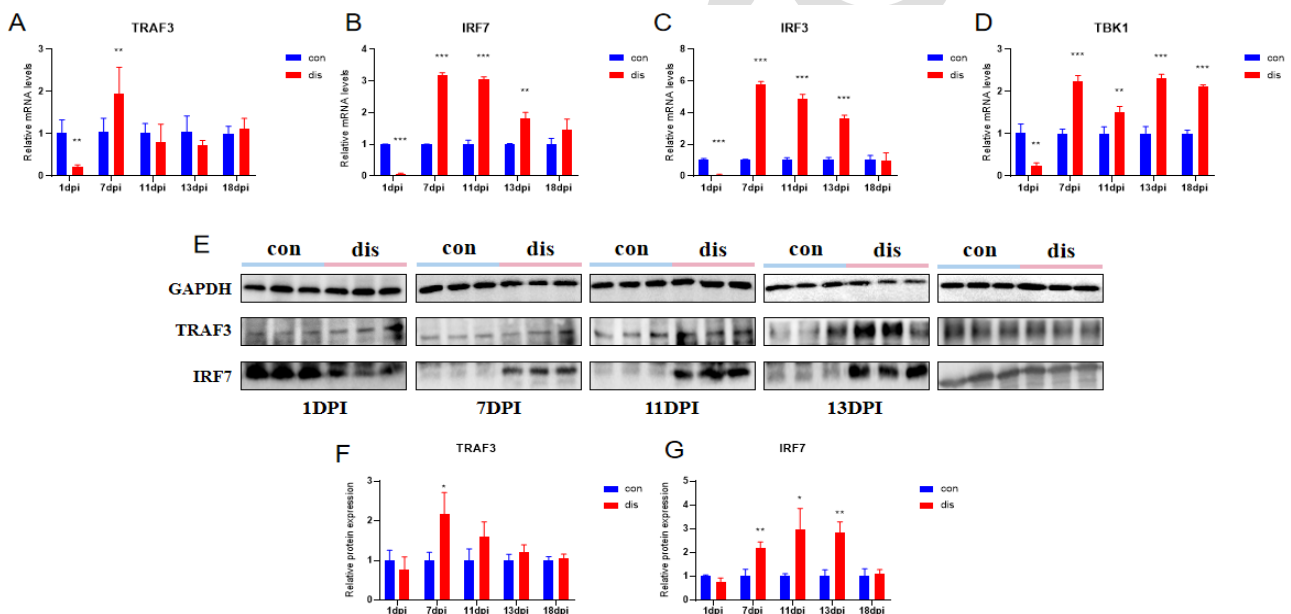 A
TRAF3
Relative mRNA levels
3
2
1
0
**
**
1dpi 7dpi 11dpi 13dpi 18dpi
con
dis
B
IRF7
Relative mRNA levels
4
3
2
1
0
***
***
***
**
1dpi 7dpi 11dpi 13dpi 18dpi
con
dis
C
IRF3
Relative mRNA levels
8
6
4
2
0
***
***
***
***
1dpi 7dpi 11dpi 13dpi 18dpi
con
dis
D
TBK1
Relative mRNA levels
3
2
1
0
**
***
**
***
***
1dpi 7dpi 11dpi 13dpi 18dpi
con
dis
E
con dis con dis con dis con dis con dis
GAPDH
TRAF3
IRF7
1DPI 7DPI 11DPI 13DPI
F
TRAF3
Relative protein expression
3
2
1
0
*
1dpi 7dpi 11dpi 13dpi 18dpi
con
dis
G
IRF7
Relative protein expression
5
4
3
2
1
0
**
*
**
1dpi 7dpi 11dpi 13dpi 18dpi
con
dis